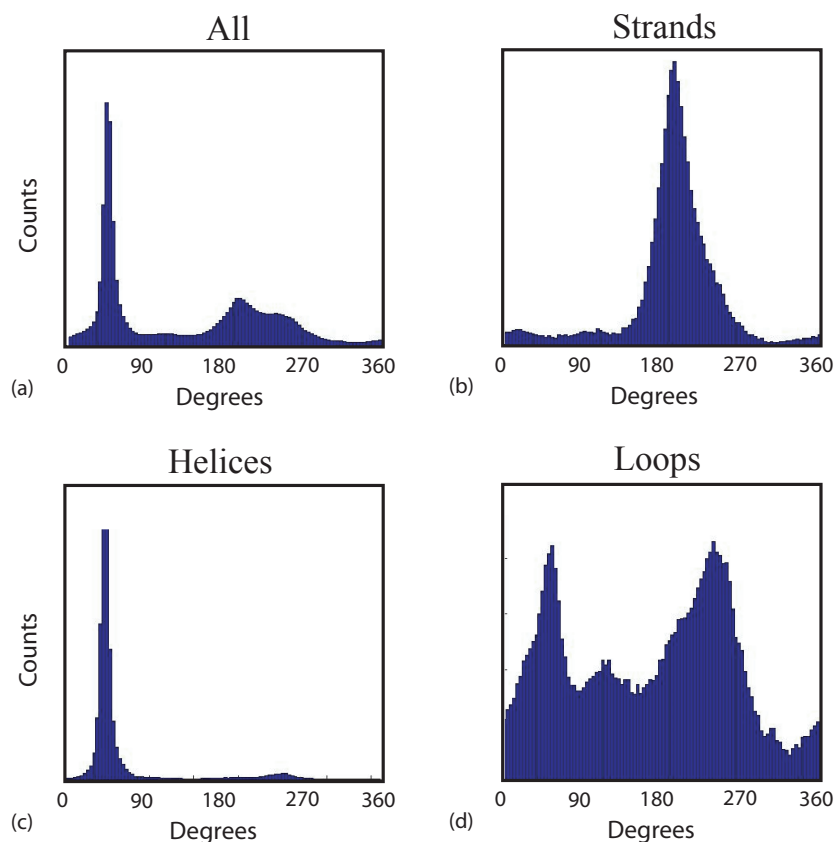 All
Counts
0 90 180 270 360
(a)
Degrees
Strands
0 90 180 270 360
(b)
Degrees
Helices
Counts
0 90 180 270 360
(c)
Degrees
Loops
0 90 180 270 360
(d)
Degrees